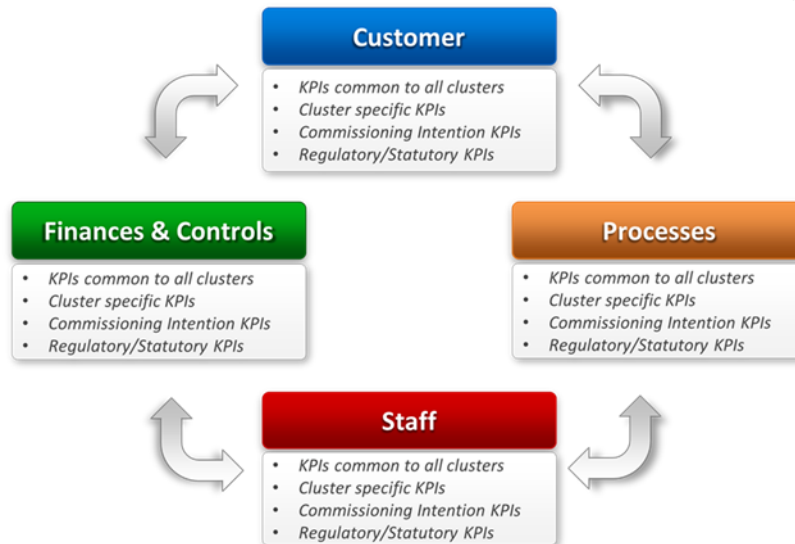 Customer
• KPIs common to all clusters
• Cluster specific KPIs
• Commissioning Intention KPIs
• Regulatory/Statutory KPIs
Finances & Controls
• KPIs common to all clusters
• Cluster specific KPIs
• Commissioning Intention KPIs
• Regulatory/Statutory KPIs
Processes
• KPIs common to all clusters
• Cluster specific KPIs
• Commissioning Intention KPIs
• Regulatory/Statutory KPIs
Staff
• KPIs common to all clusters
• Cluster specific KPIs
• Commissioning Intention KPIs
• Regulatory/Statutory KPIs